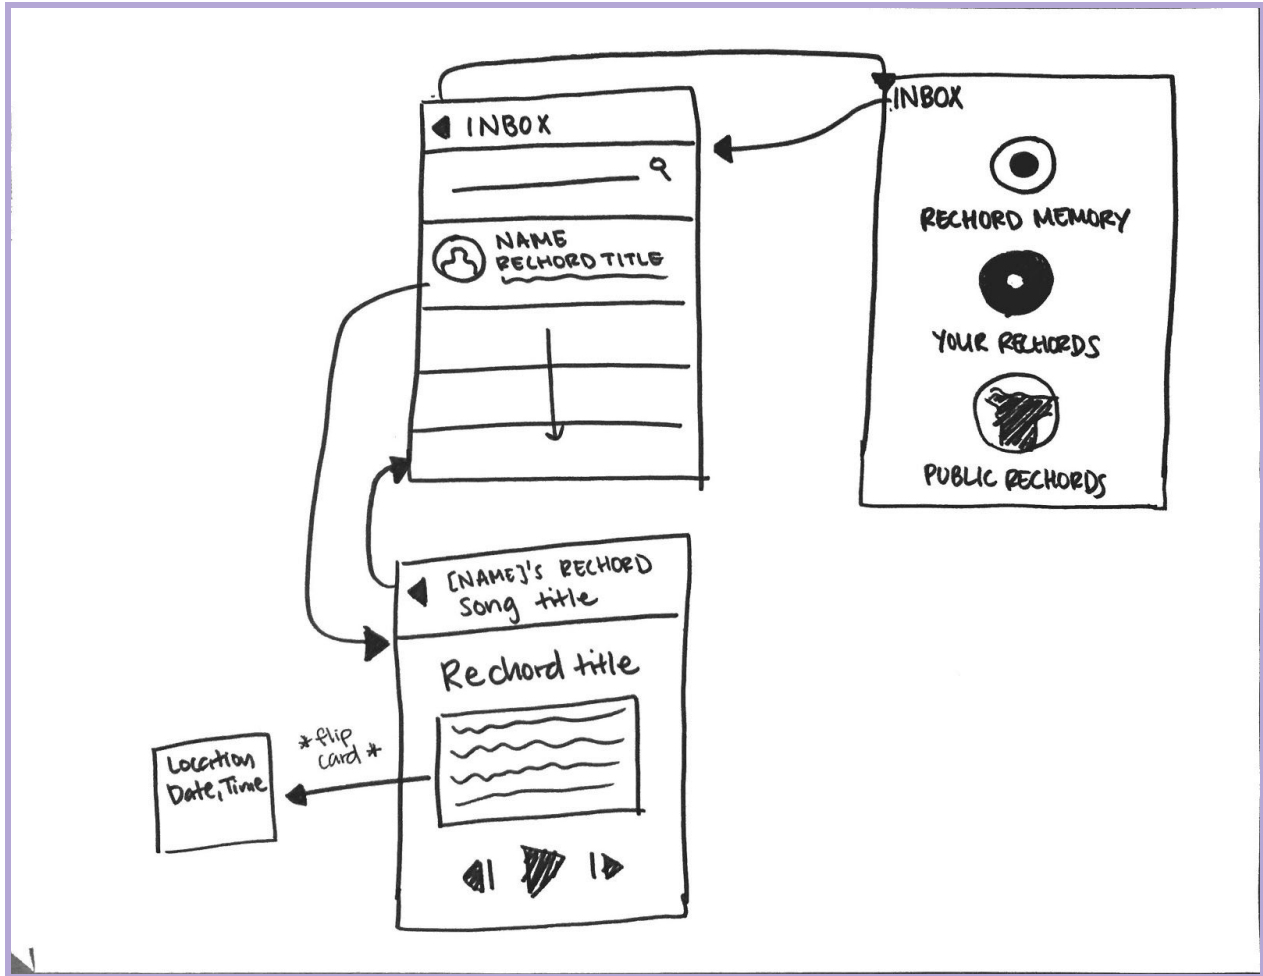 INBOX
NAME
RECHORD TITLE
INBOX
RECHORD MEMORY
YOUR RECHORDS
PUBLIC RECHORDS
[NAME]'s RECHORD
song title
Rechord title
*flip
card*
Location
Date, Time